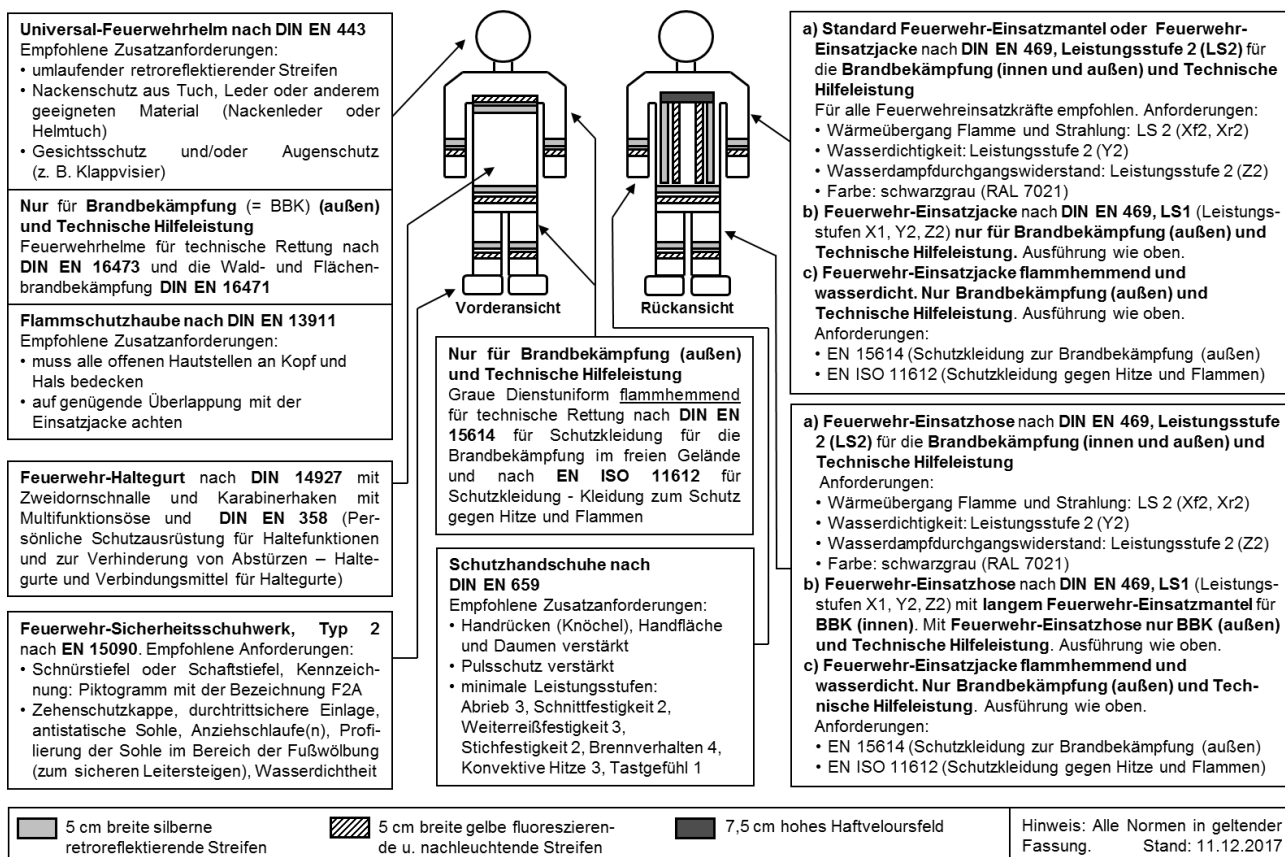 Universal-Feuerwehrhelm nach DIN EN 443
Empfohlene Zusatzanforderungen:
• umlaufender retroreflektierender Streifen
• Nackenschutz aus Tuch, Leder oder anderem
geeigneten Material (Nackenleder oder
Helmtuch)
• Gesichtsschutz und/oder Augenschutz
(z. B. Klappvisier)
Nur für Brandbekämpfung (= BBK) (außen)
und Technische Hilfeleistung
Feuerwehrhelme für technische Rettung nach
DIN EN 16473 und die Wald- und Flächen-
brandbekämpfung DIN EN 16471
Flammschutzhaube nach DIN EN 13911
Empfohlene Zusatzanforderungen:
• muss alle offenen Hautstellen an Kopf und
Hals bedecken
• auf genügende Überlappung mit der
Einsatzjacke achten
Feuerwehr-Haltegurt nach DIN 14927 mit
Zweidornschnalle und Karabinerhaken mit
Multifunktionsöse und DIN EN 358 (Per-
sönliche Schutzausrüstung für Haltefunktionen
und zur Verhinderung von Abstürzen – Halte-
gurte und Verbindungsmittel für Haltegurte)
Feuerwehr-Sicherheitsschuhwerk, Typ 2
nach EN 15090. Empfohlene Anforderungen:
• Schnürstiefel oder Schaftstiefel, Kennzeich-
nung: Piktogramm mit der Bezeichnung F2A
• Zehenschutzkappe, durchtrittsichere Einlage,
antistatische Sohle, Anziehschlaufe(n), Profi-
lierung der Sohle im Bereich der Fußwölbung
(zum sicheren Leitersteigen), Wasserdichtheit
Vorderansicht
Rückansicht
Nur für Brandbekämpfung (außen)
und Technische Hilfeleistung
Graue Dienstuniform flammhemmend
für technische Rettung nach DIN EN
15614 für Schutzkleidung für die
Brandbekämpfung im freien Gelände
und nach EN ISO 11612 für
Schutzkleidung - Kleidung zum Schutz
gegen Hitze und Flammen
Schutzhandschuhe nach
DIN EN 659
Empfohlene Zusatzanforderungen:
• Handrücken (Knöchel), Handfläche
und Daumen verstärkt
• Pulsschutz verstärkt
• minimale Leistungsstufen:
Abrieb 3, Schnittfestigkeit 2,
Weiterreißfestigkeit 3,
Stichfestigkeit 2, Brennverhalten 4,
Konvektive Hitze 3, Tastgefühl 1
a) Standard Feuerwehr-Einsatzmantel oder Feuerwehr-
Einsatzjacke nach DIN EN 469, Leistungsstufe 2 (LS2) für
die Brandbekämpfung (innen und außen) und Technische
Hilfeleistung
Für alle Feuerwehreinsatzkräfte empfohlen. Anforderungen:
• Wärmeübergang Flamme und Strahlung: LS 2 (Xf2, Xr2)
• Wasserdichtigkeit: Leistungsstufe 2 (Y2)
• Wasserdampfdurchgangswiderstand: Leistungsstufe 2 (Z2)
• Farbe: schwarzgrau (RAL 7021)
b) Feuerwehr-Einsatzjacke nach DIN EN 469, LS1 (Leistungs-
stufen X1, Y2, Z2) nur für Brandbekämpfung (außen) und
Technische Hilfeleistung. Ausführung wie oben.
c) Feuerwehr-Einsatzjacke flammhemmend und
wasserdicht. Nur Brandbekämpfung (außen) und
Technische Hilfeleistung. Ausführung wie oben.
Anforderungen:
• EN 15614 (Schutzkleidung zur Brandbekämpfung (außen)
• EN ISO 11612 (Schutzkleidung gegen Hitze und Flammen)
a) Feuerwehr-Einsatzhose nach DIN EN 469, Leistungsstufe
2 (LS2) für die Brandbekämpfung (innen und außen) und
Technische Hilfeleistung
Anforderungen:
• Wärmeübergang Flamme und Strahlung: LS 2 (Xf2, Xr2)
• Wasserdichtigkeit: Leistungsstufe 2 (Y2)
• Wasserdampfdurchgangswiderstand: Leistungsstufe 2 (Z2)
• Farbe: schwarzgrau (RAL 7021)
b) Feuerwehr-Einsatzhose nach DIN EN 469, LS1 (Leistungs-
stufen X1, Y2, Z2) mit langem Feuerwehr-Einsatzmantel für
BBK (innen). Mit Feuerwehr-Einsatzhose nur BBK (außen)
und Technische Hilfeleistung. Ausführung wie oben.
c) Feuerwehr-Einsatzjacke flammhemmend und
wasserdicht. Nur Brandbekämpfung (außen) und Tech-
nische Hilfeleistung. Ausführung wie oben.
Anforderungen:
• EN 15614 (Schutzkleidung zur Brandbekämpfung (außen)
• EN ISO 11612 (Schutzkleidung gegen Hitze und Flammen)
5 cm breite silberne
retroreflektierende Streifen
5 cm breite gelbe fluoreszieren-
de u. nachleuchtende Streifen
7,5 cm hohes Haftveloursfeld
Hinweis: Alle Normen in geltender
Fassung. Stand: 11.12.2017